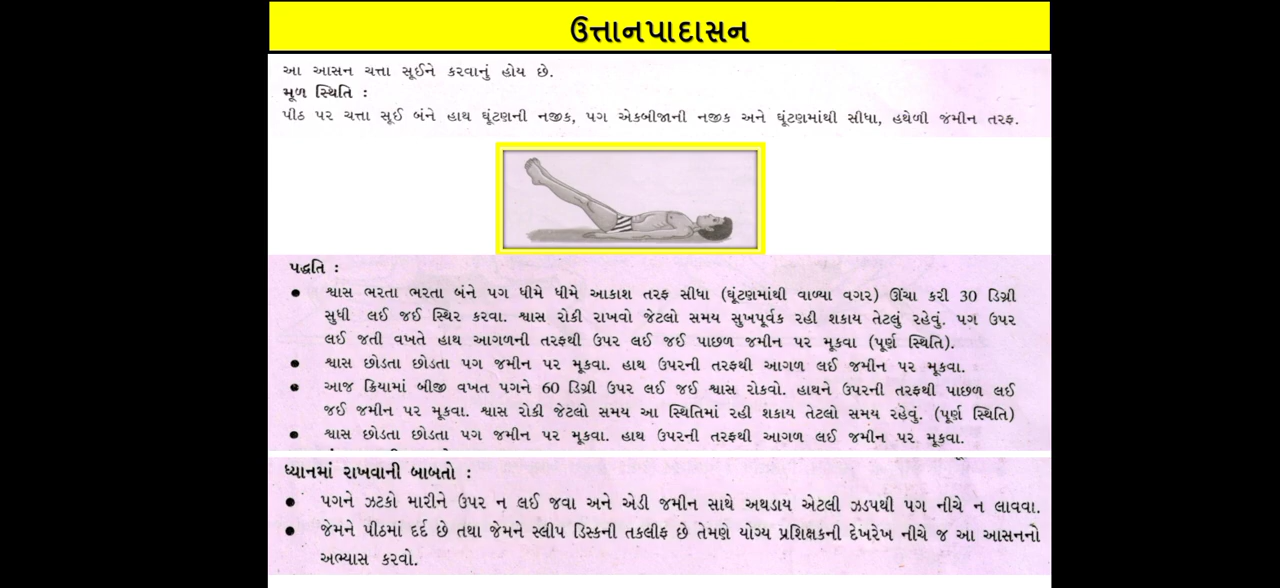 ઉત્તાનપાદાસન
આ આસન ચત્તા સૂઈને કરવાનું હોય છે.
મૂળ સ્થિતિ :
પીઠ પર ચત્તા સૂઈ બંને હાથ ઘૂંટણની નજીક, પગ એકબીજાની નજીક અને ઘૂંટણમાંથી સીધા, હથેળી જંમીન તરફ.
પદ્ધતિ :
• શ્વાસ ભરતા ભરતા બંને પગ ધીમે ધીમે આકાશ તરફ સીધા (ઘૂંટણમાંથી વાળ્યા વગર) ઊંચા કરી 30 ડિગ્રી
સુધી લઈ જઈ સ્થિર કરવા. શ્વાસ રોકી રાખવો જેટલો સમય સુખપૂર્વક રહી શકાય તેટલું રહેવું. પગ ઉપર
લઈ જતી વખતે હાથ આગળની તરફથી ઉપર લઈ જઈ પાછળ જમીન પર મૂકવા (પૂર્ણ સ્થિતિ).
• શ્વાસ છોડતા છોડતા પગ જમીન પર મૂકવા. હાથ ઉપરની તરફથી આગળ લઈ જમીન પર મૂકવા.
• આજ ક્રિયામાં બીજી વખત પગને 60 ડિગ્રી ઉપર લઈ જઈ શ્વાસ રોકવો. હાથને ઉપરની તરફથી પાછળ લઈ
જઈ જમીન પર મૂકવા. શ્વાસ રોકી જેટલો સમય આ સ્થિતિમાં રહી શકાય તેટલો સમય રહેવું. (પૂર્ણ સ્થિતિ)
• શ્વાસ છોડતા છોડતા પગ જમીન પર મૂકવા. હાથ ઉપરની તરફથી આગળ લઈ જમીન પર મૂકવા.
ધ્યાનમાં રાખવાની બાબતો :
• પગને ઝટકો મારીને ઉપર ન લઈ જવા અને એડી જમીન સાથે અથડાય એટલી ઝડપથી પગ નીચે ન લાવવા.
• જેમને પીઠમાં દર્દ છે તથા જેમને સ્લીપ ડિસ્કની તકલીફ છે તેમણે યોગ્ય પ્રશિક્ષકની દેખરેખ નીચે જ આ આસનનો
અભ્યાસ કરવો.